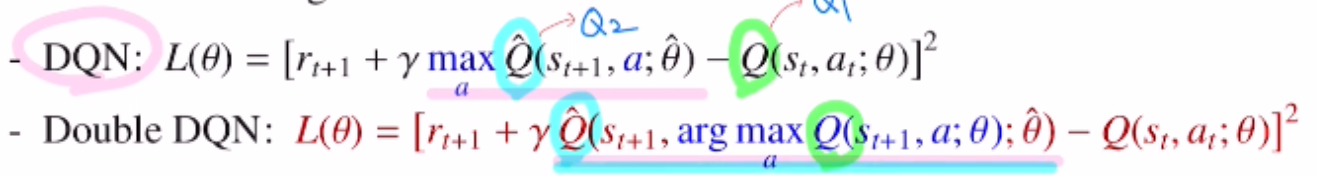 Q2 Q1
- DQN: L(θ) = [r_{t+1} + γ max_a Q̂(s_{t+1}, a; θ̂) − Q(s_t, a_t; θ)]²
- Double DQN: L(θ) = [r_{t+1} + γ Q̂(s_{t+1}, arg max_a Q(s_{t+1}, a; θ); θ̂) − Q(s_t, a_t; θ)]²